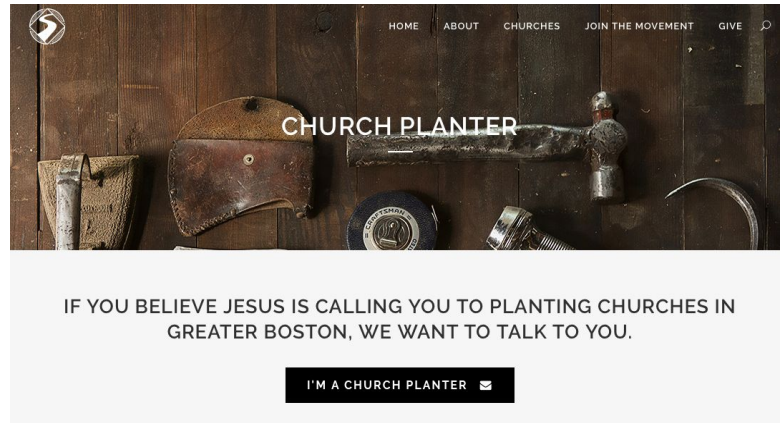 HOME ABOUT CHURCHES JOIN THE MOVEMENT GIVE
CHURCH PLANTER
CRAFTSMAN
IF YOU BELIEVE JESUS IS CALLING YOU TO PLANTING CHURCHES IN
GREATER BOSTON, WE WANT TO TALK TO YOU.
I'M A CHURCH PLANTER